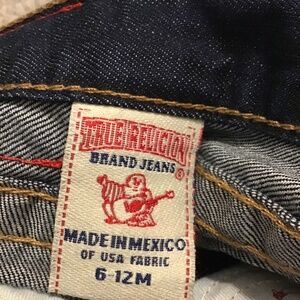 TRUE RELIGION
BRAND JEANS®
MADE IN MEXICO
OF USA FABRIC
6-12M